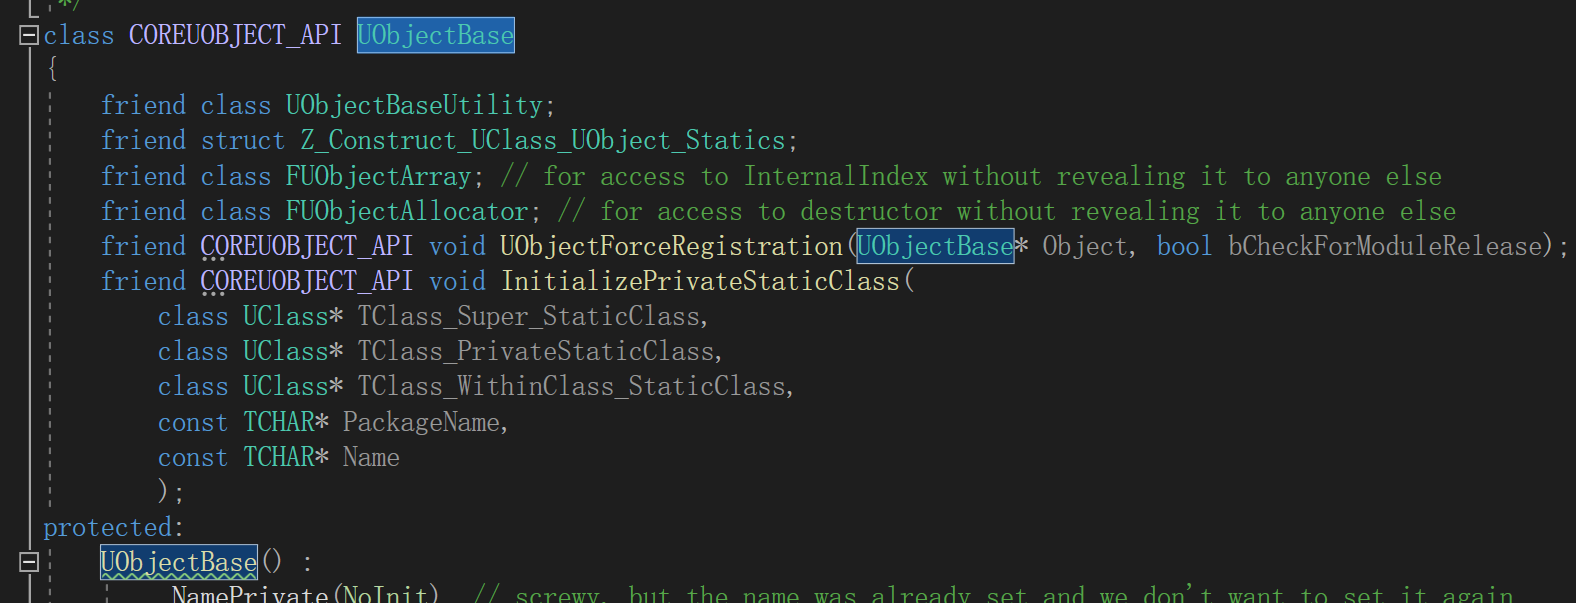 */
class COREUOBJECT_API UObjectBase
{
friend class UObjectBaseUtility;
friend struct Z_Construct_UClass_UObject_Statics;
friend class FUObjectArray; // for access to InternalIndex without revealing it to anyone else
friend class FUObjectAllocator; // for access to destructor without revealing it to anyone else
friend COREUOBJECT_API void UObjectForceRegistration(UObjectBase* Object, bool bCheckForModuleRelease);
friend COREUOBJECT_API void InitializePrivateStaticClass(
class UClass* TClass_Super_StaticClass,
class UClass* TClass_PrivateStaticClass,
class UClass* TClass_WithinClass_StaticClass,
const TCHAR* PackageName,
const TCHAR* Name
);
protected:
UObjectBase() :
NamePrivate(NoInit) // screwy, but the name was already set and we don't want to set it again